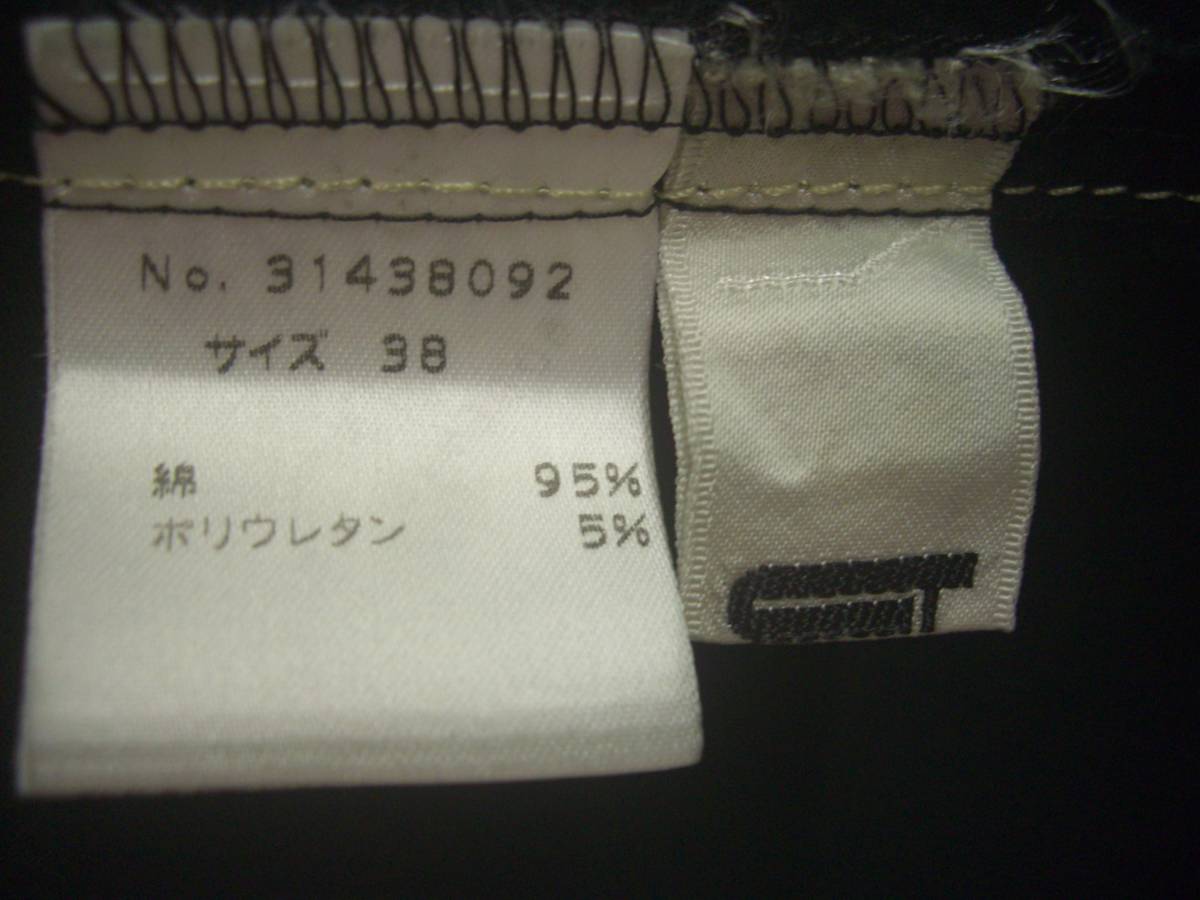 No. 31438092
サイズ 38
綿 95%
ポリウレタン 5%